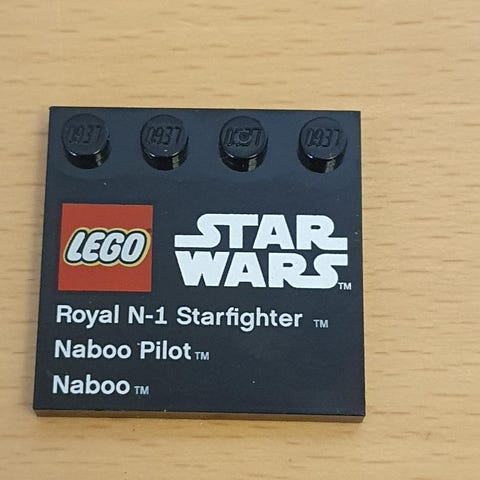 LEGO
STAR
WARS™
Royal N-1 Starfighter ™
Naboo Pilot™
Naboo™